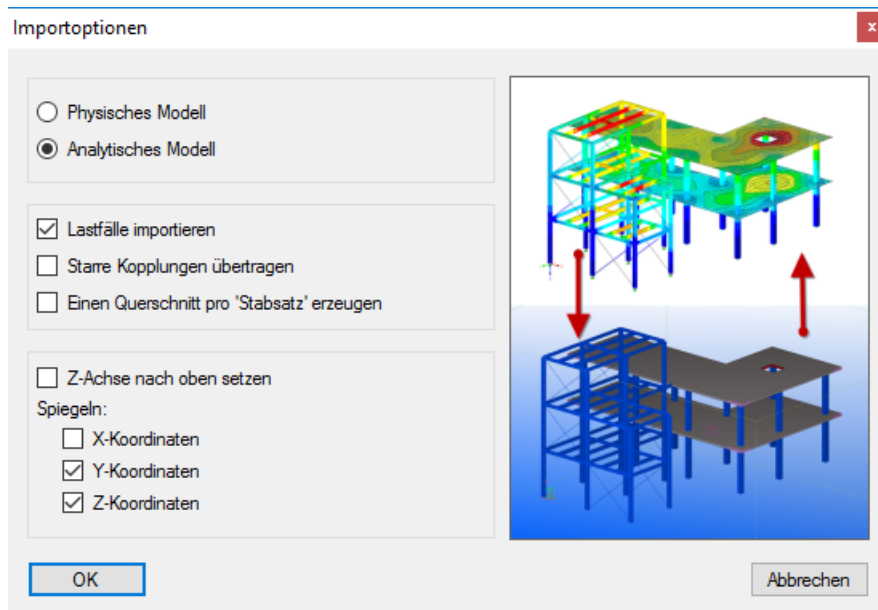 Importoptionen
x
Physisches Modell
Analytisches Modell
Lastfälle importieren
Starre Kopplungen übertragen
Einen Querschnitt pro 'Stabsatz' erzeugen
Z-Achse nach oben setzen
Spiegeln:
X-Koordinaten
Y-Koordinaten
Z-Koordinaten
OK
Abbrechen